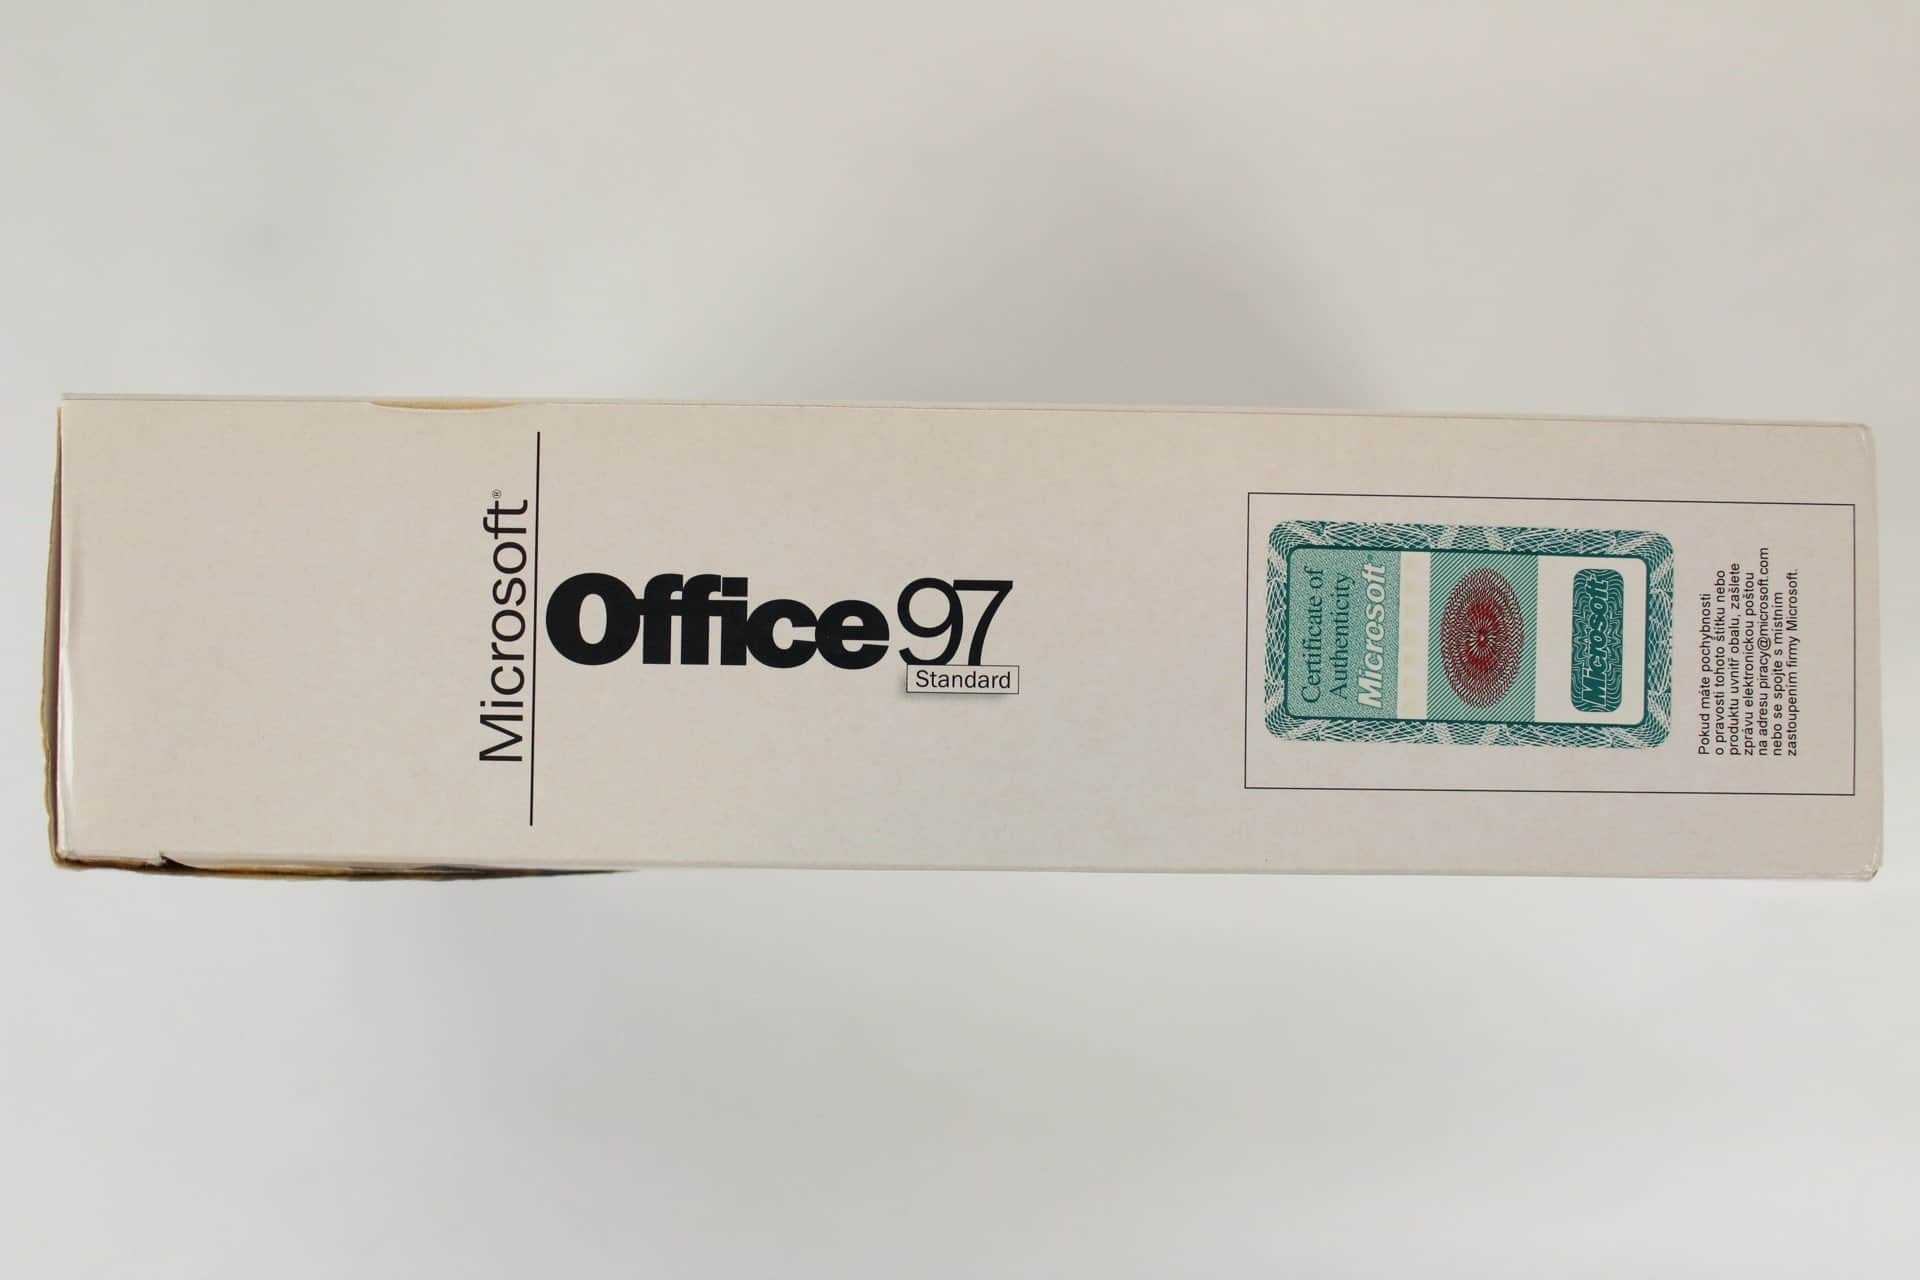 Microsoft®
Office 97
Standard
Certificate of
Authenticity
Microsoft®
Microsoft
Pokud máte pochybnosti
o pravosti tohoto štítku nebo
produktu uvnitř obalu, zašlete
zprávu elektronickou poštou
na adresu piracy@microsoft.com
nebo se spojte s místním
zastoupením firmy Microsoft.